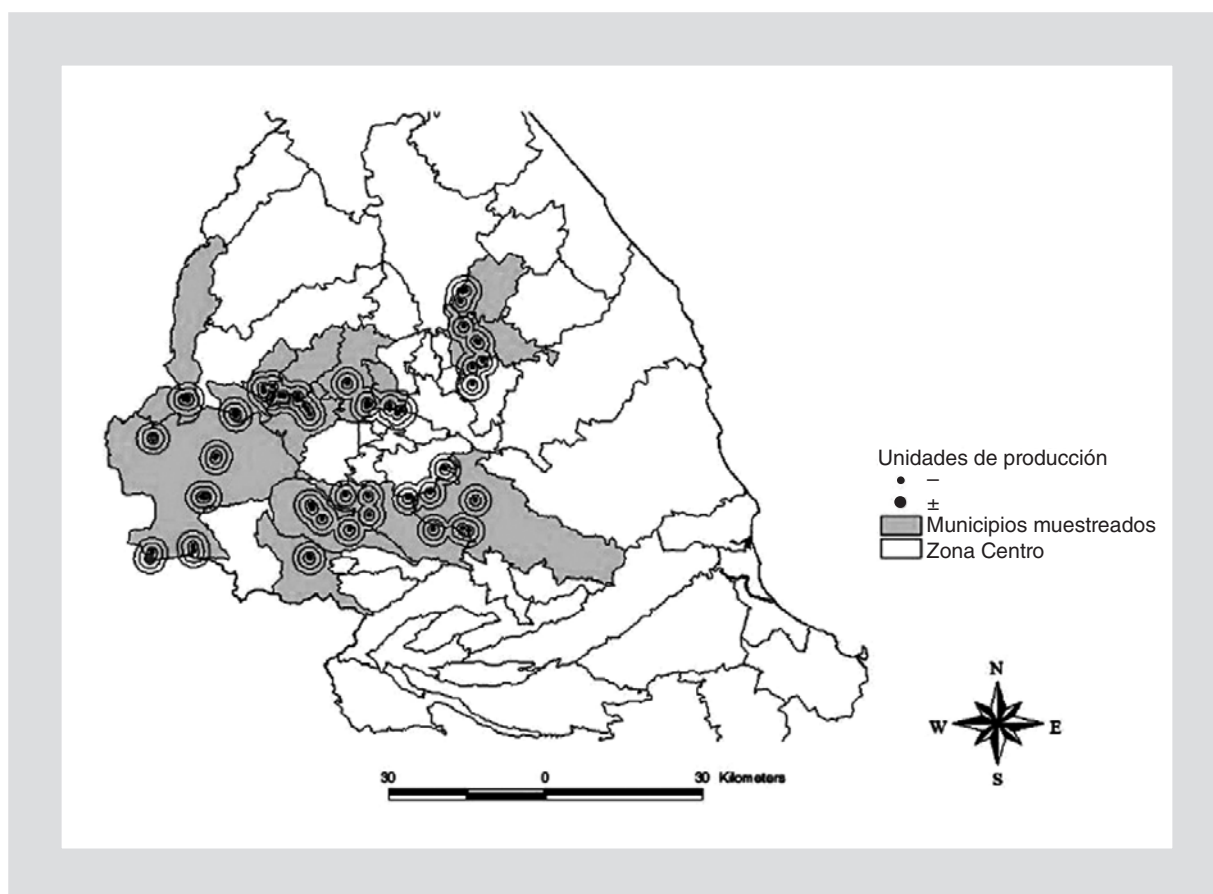 Unidades de producción
–
±
Municipios muestreados
Zona Centro
N
W E
S
30 0 30 Kilometers